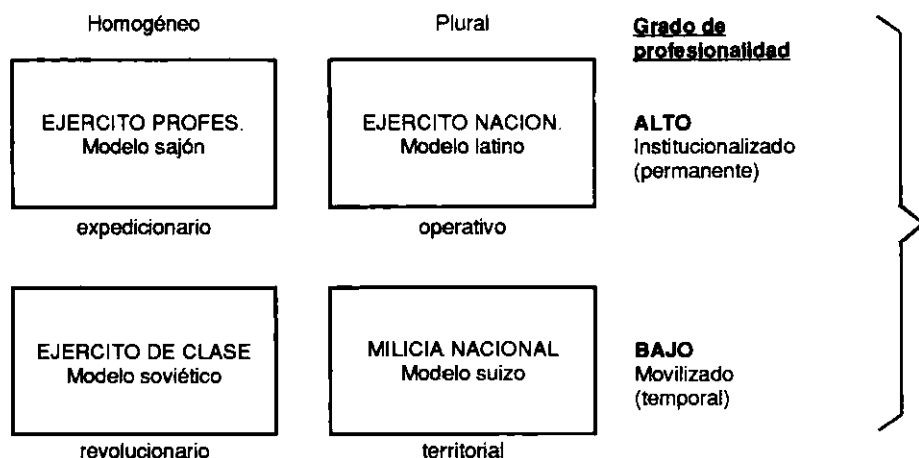 Homogéneo
Plural
Grado de
profesionalidad
EJERCITO PROFES.
Modelo sajón
expedicionario
EJERCITO NACION.
Modelo latino
operativo
ALTO
Institucionalizado
(permanente)
EJERCITO DE CLASE
Modelo soviético
revolucionario
MILICIA NACIONAL
Modelo suizo
territorial
BAJO
Movilizado
(temporal)